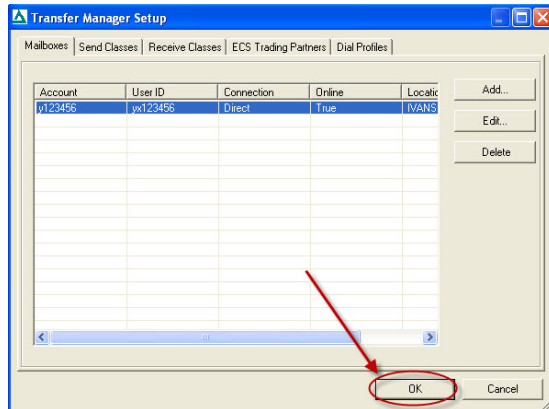 Transfer Manager Setup
Mailboxes Send Classes Receive Classes ECS Trading Partners Dial Profiles
Account User ID Connection Online Locatic
y123456 yx123456 Direct True IVANS
Add...
Edit...
Delete
OK Cancel